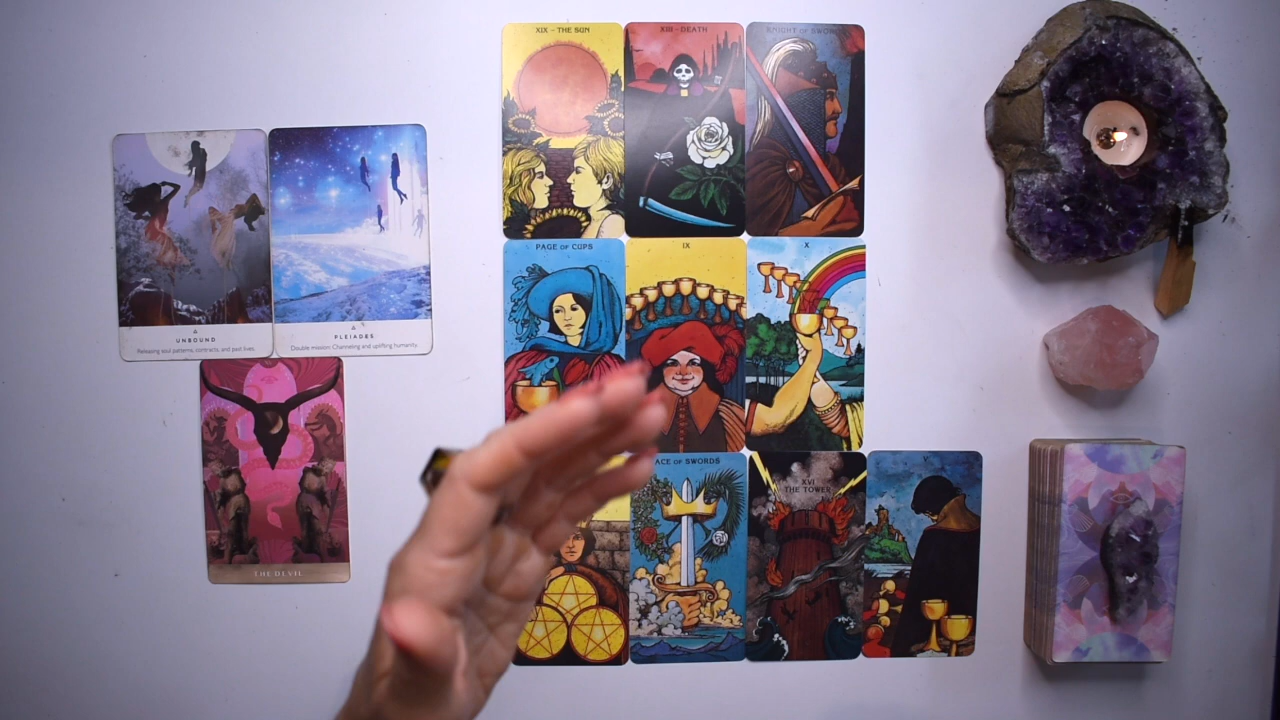 XIX – THE SUN
XIII – DEATH
KNIGHT OF SWORDS
UNBOUND
Releasing soul patterns, contracts, and past lives.
PLEIADES
Double mission: Channeling and uplifting humanity.
PAGE OF CUPS
IX
X
THE DEVIL
ACE OF SWORDS
XVI
THE TOWER
V